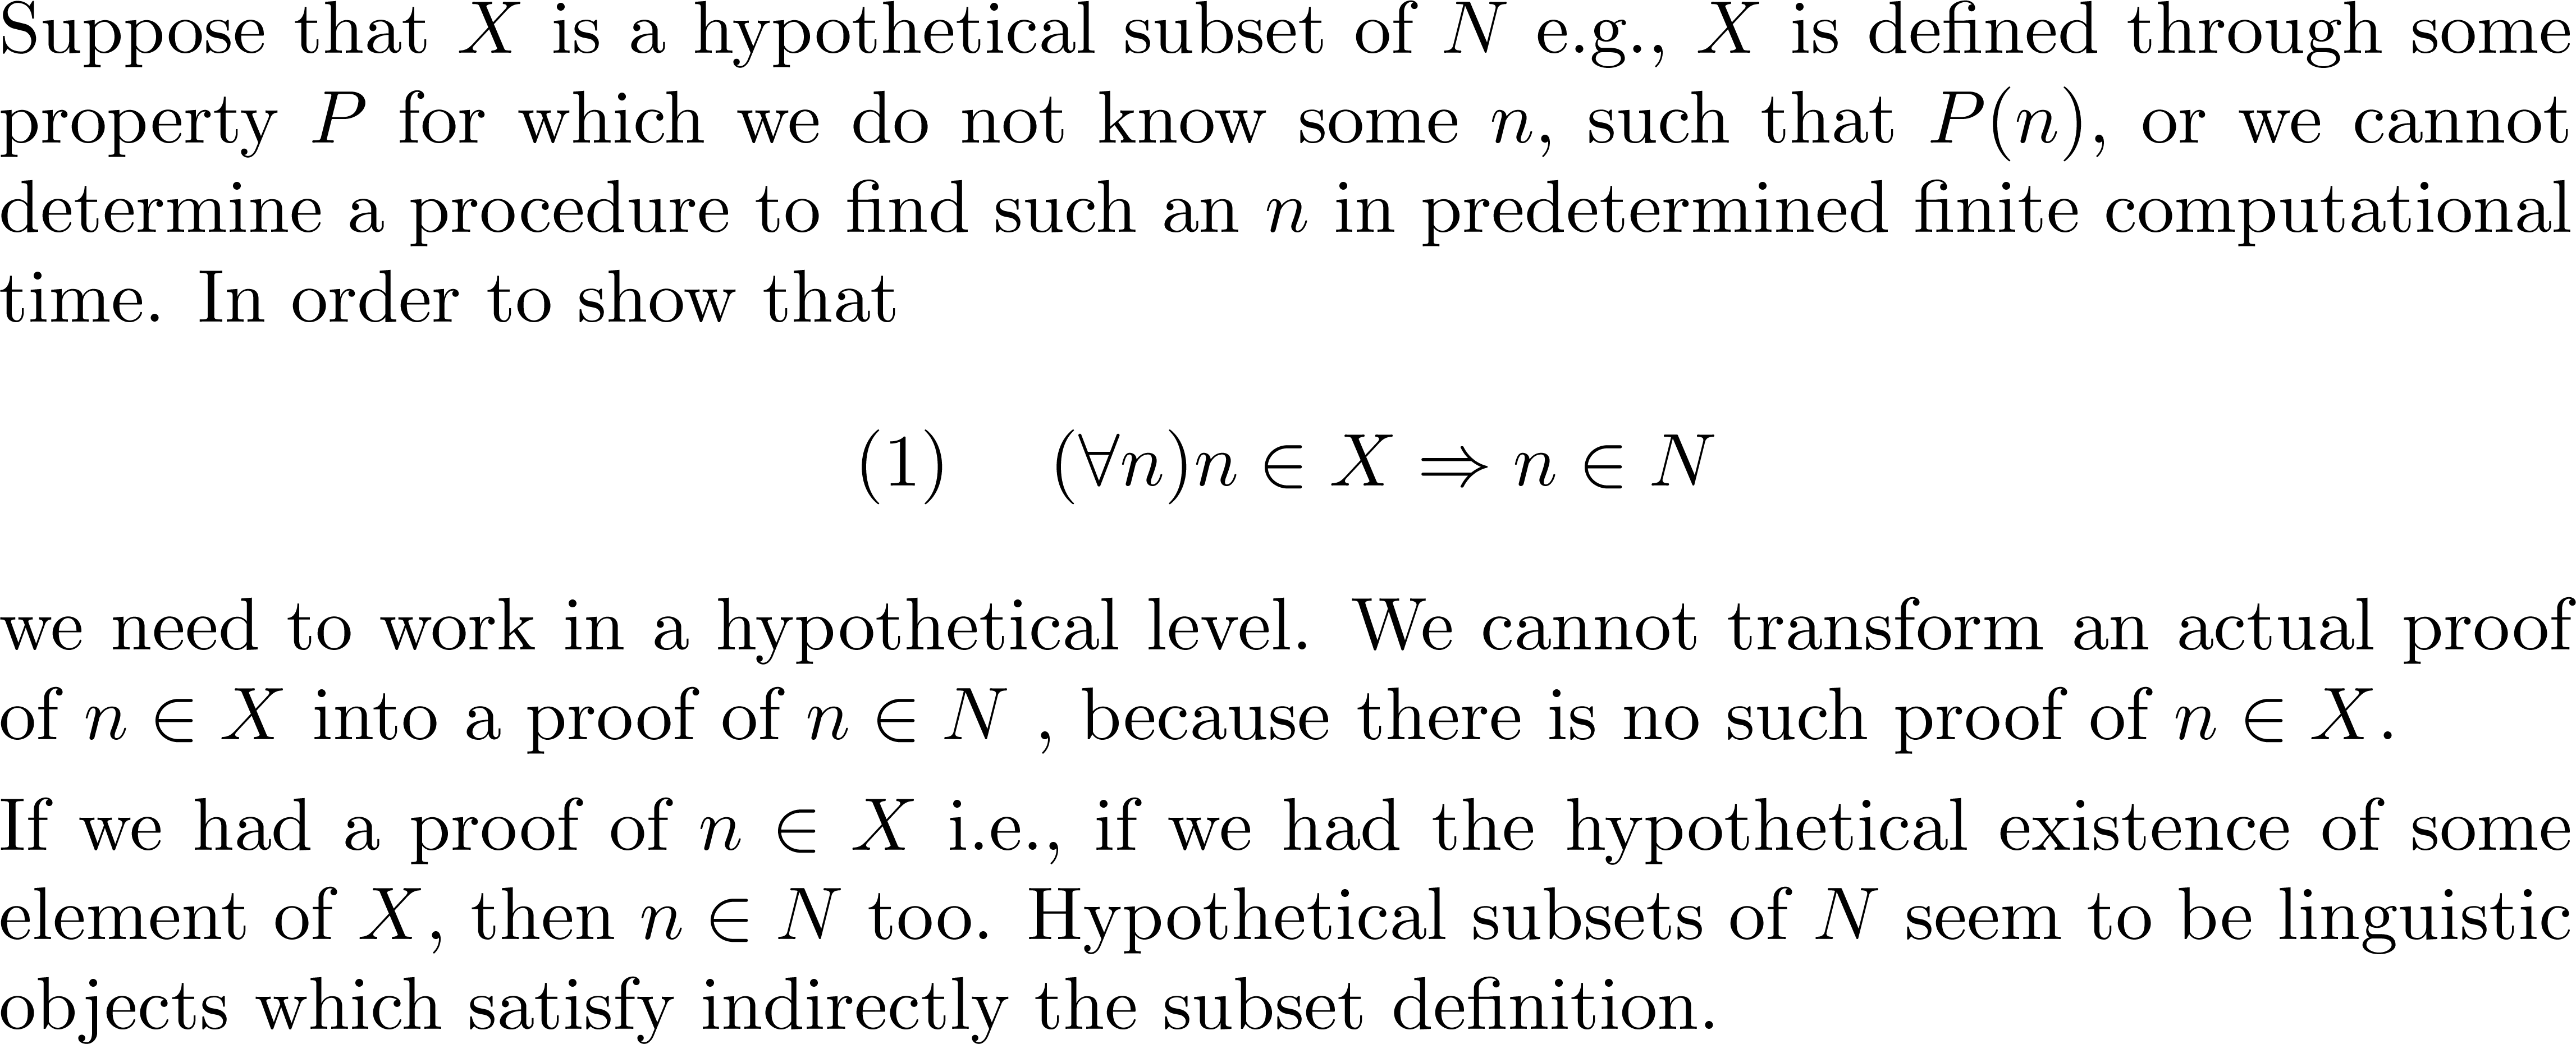 Suppose that X is a hypothetical subset of N e.g., X is defined through some
property P for which we do not know some n, such that P(n), or we cannot
determine a procedure to find such an n in predetermined finite computational
time. In order to show that
(1) (∀n)n ∈ X ⇒ n ∈ N
we need to work in a hypothetical level. We cannot transform an actual proof
of n ∈ X into a proof of n ∈ N , because there is no such proof of n ∈ X.
If we had a proof of n ∈ X i.e., if we had the hypothetical existence of some
element of X, then n ∈ N too. Hypothetical subsets of N seem to be linguistic
objects which satisfy indirectly the subset definition.